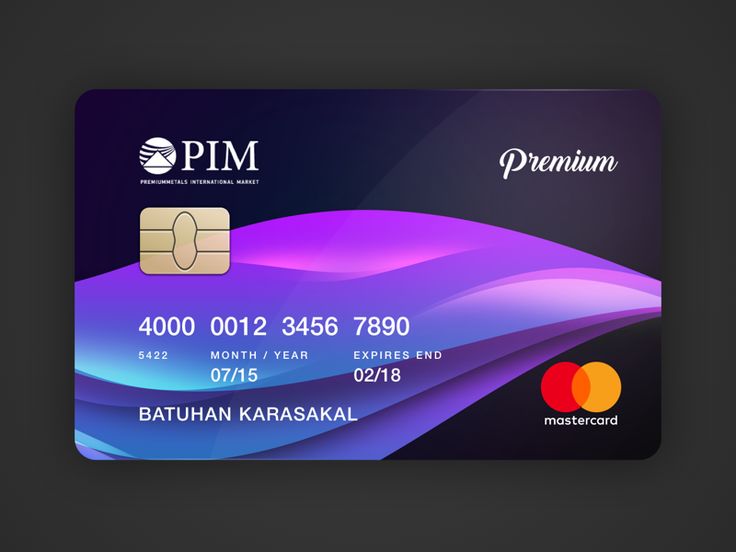 PIM
PREMIUMMETALS INTERNATIONAL MARKET
Premium
4000 0012 3456 7890
5422 MONTH / YEAR EXPIRES END
07/15 02/18
BATUHAN KARASAKAL
mastercard